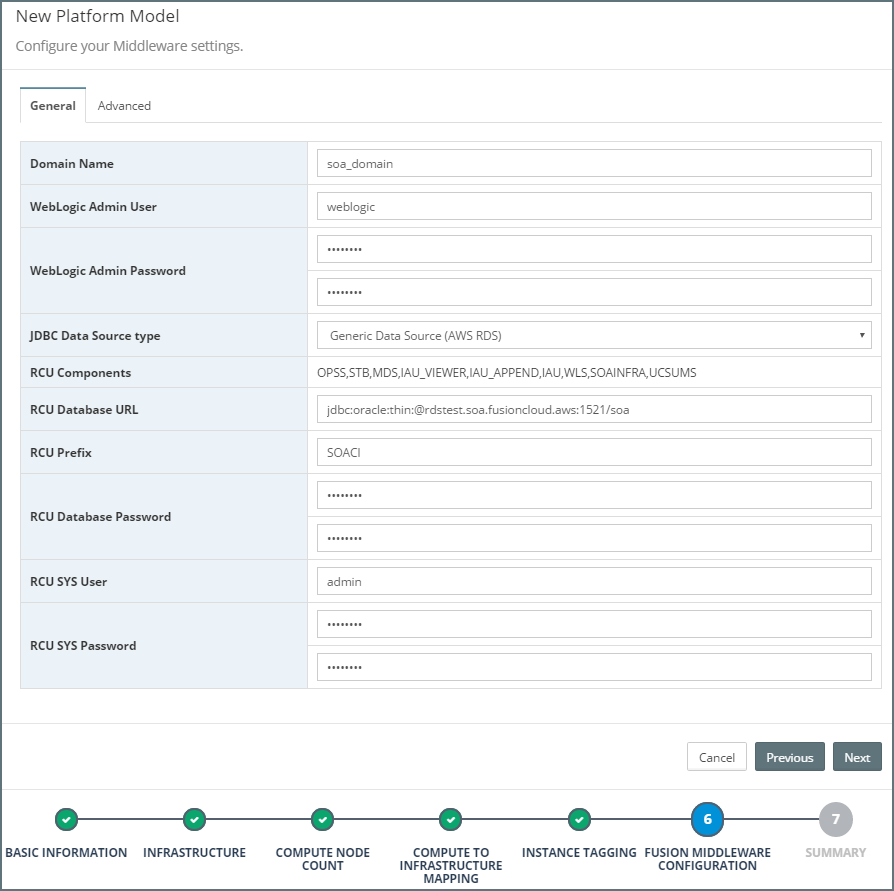 New Platform Model
Configure your Middleware settings.
General
Advanced
Domain Name
soa_domain
WebLogic Admin User
weblogic
WebLogic Admin Password
••••••••
••••••••
JDBC Data Source type
Generic Data Source (AWS RDS)
RCU Components
OPSS,STB,MDS,IAU_VIEWER,IAU_APPEND,IAU,WLS,SOAINFRA,UCSUMS
RCU Database URL
jdbc:oracle:thin:@rdstest.soa.fusioncloud.aws:1521/soa
RCU Prefix
SOACI
RCU Database Password
••••••••
••••••••
RCU SYS User
admin
RCU SYS Password
••••••••
••••••••
Cancel
Previous
Next
6
7
BASIC INFORMATION
INFRASTRUCTURE
COMPUTE NODE
COUNT
COMPUTE TO
INFRASTRUCTURE
MAPPING
INSTANCE TAGGING
FUSION MIDDLEWARE
CONFIGURATION
SUMMARY